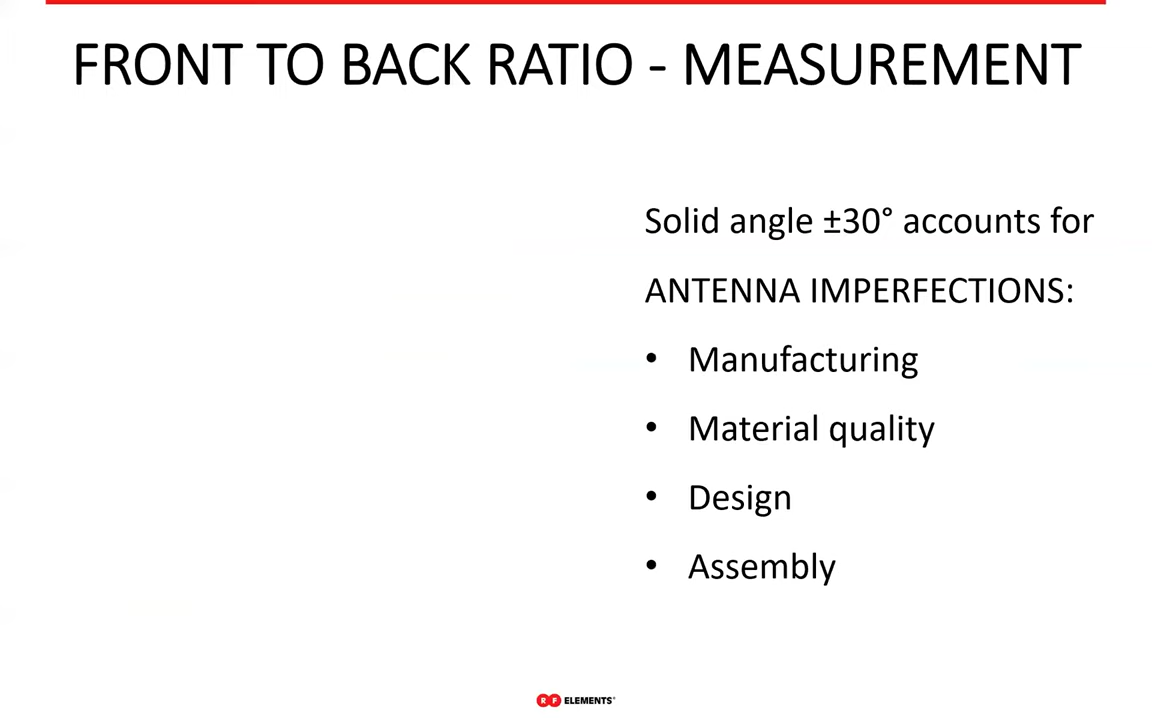 FRONT TO BACK RATIO - MEASUREMENT
Solid angle ±30° accounts for
ANTENNA IMPERFECTIONS:
• Manufacturing
• Material quality
• Design
• Assembly
RF ELEMENTS